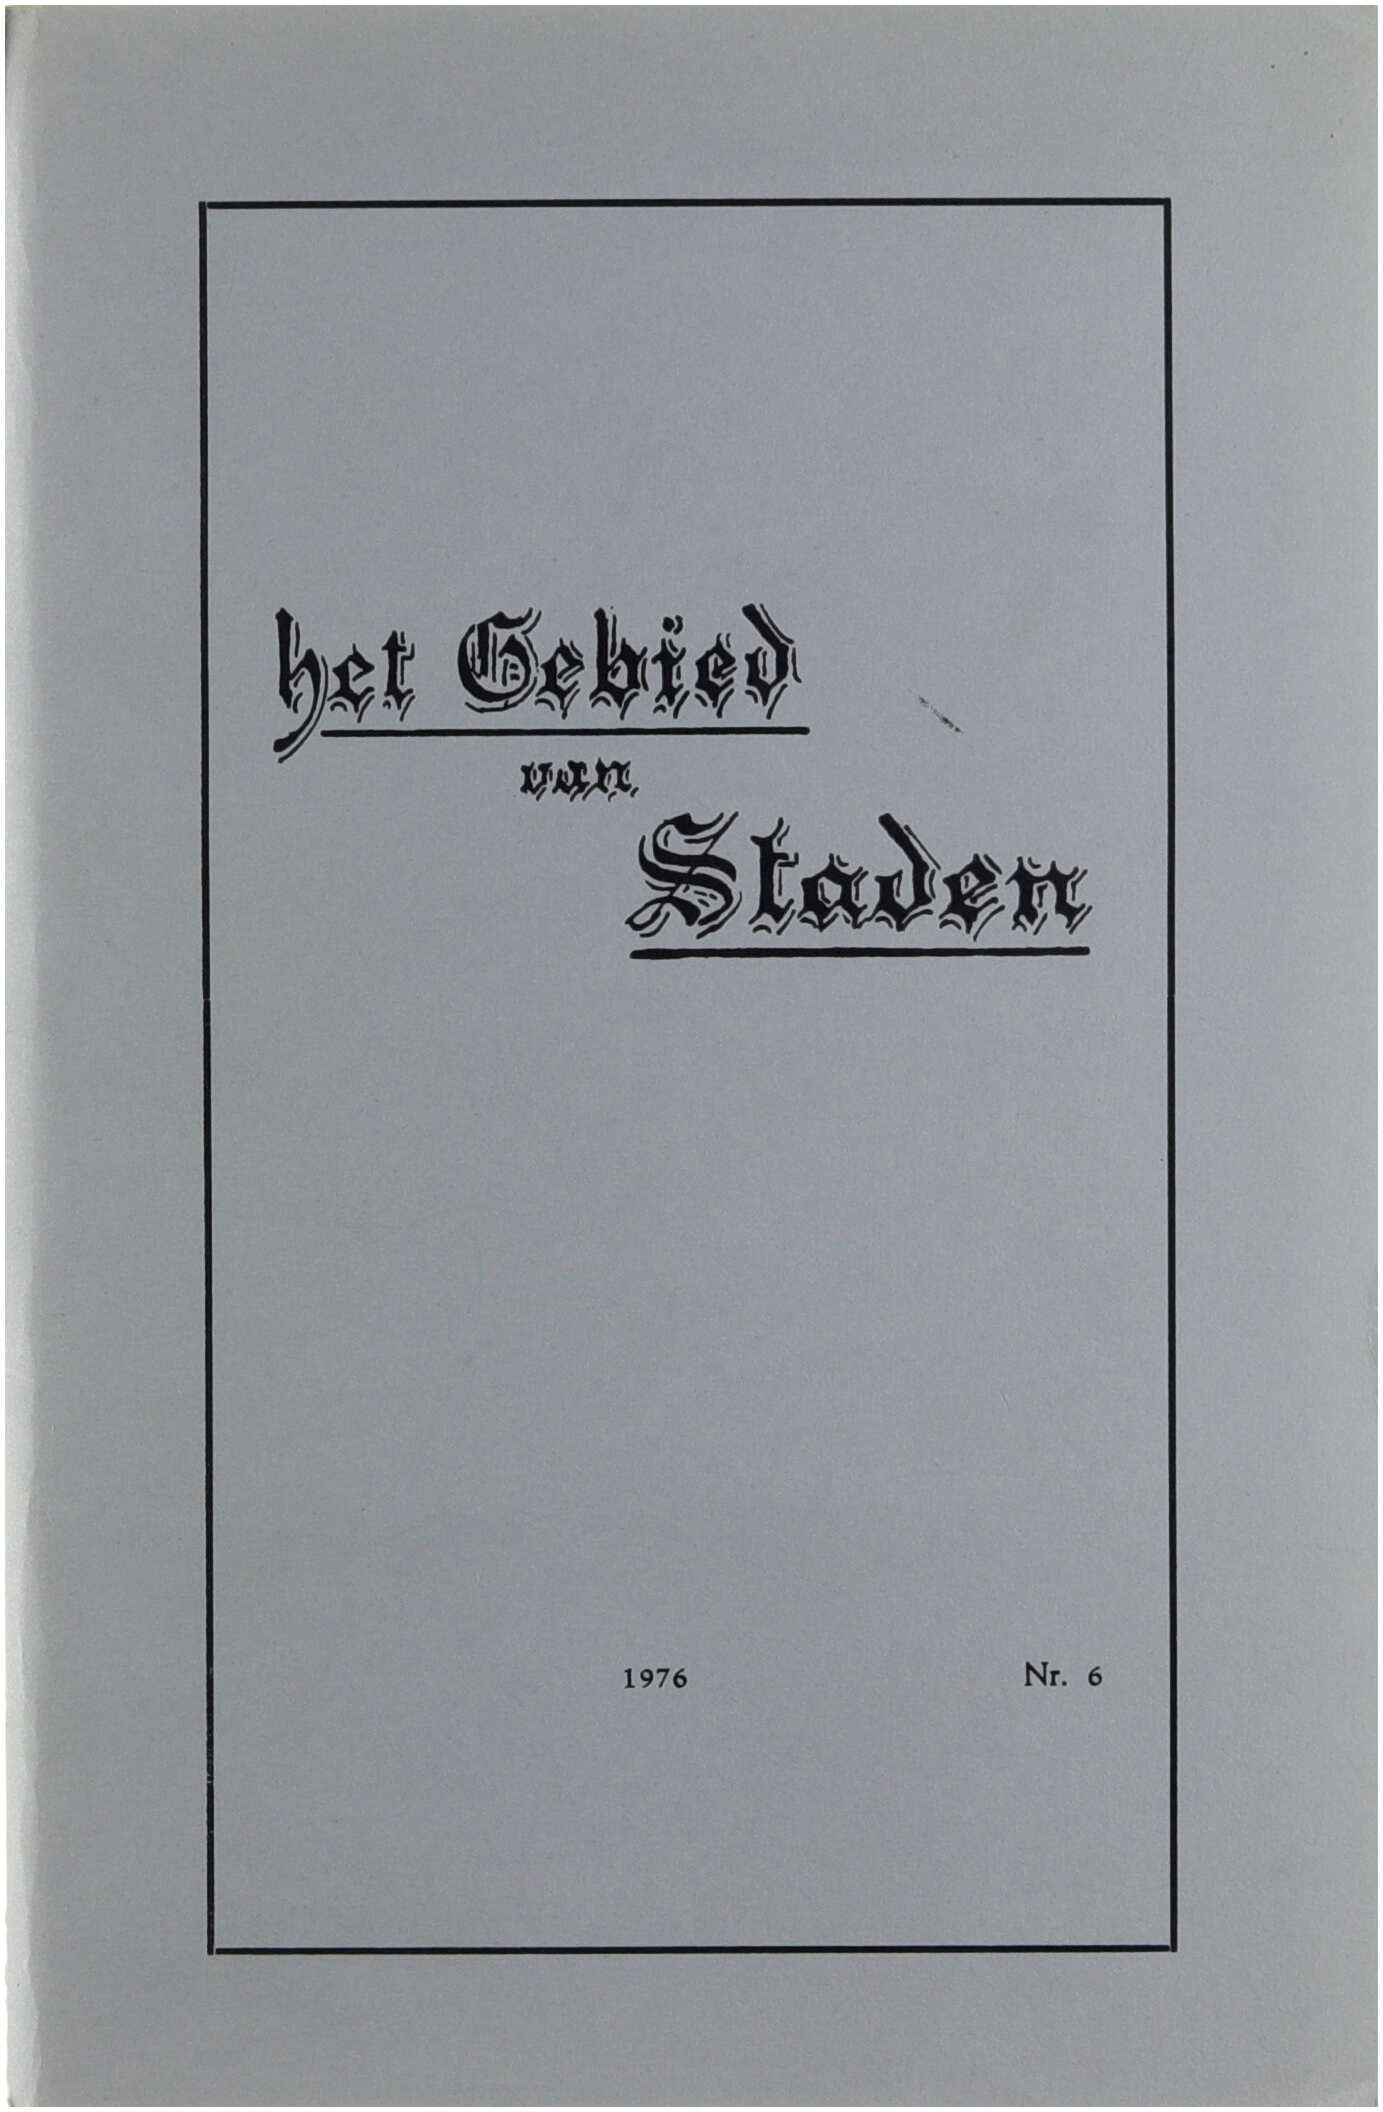 het Gebied
van
Staden
1976 Nr. 6